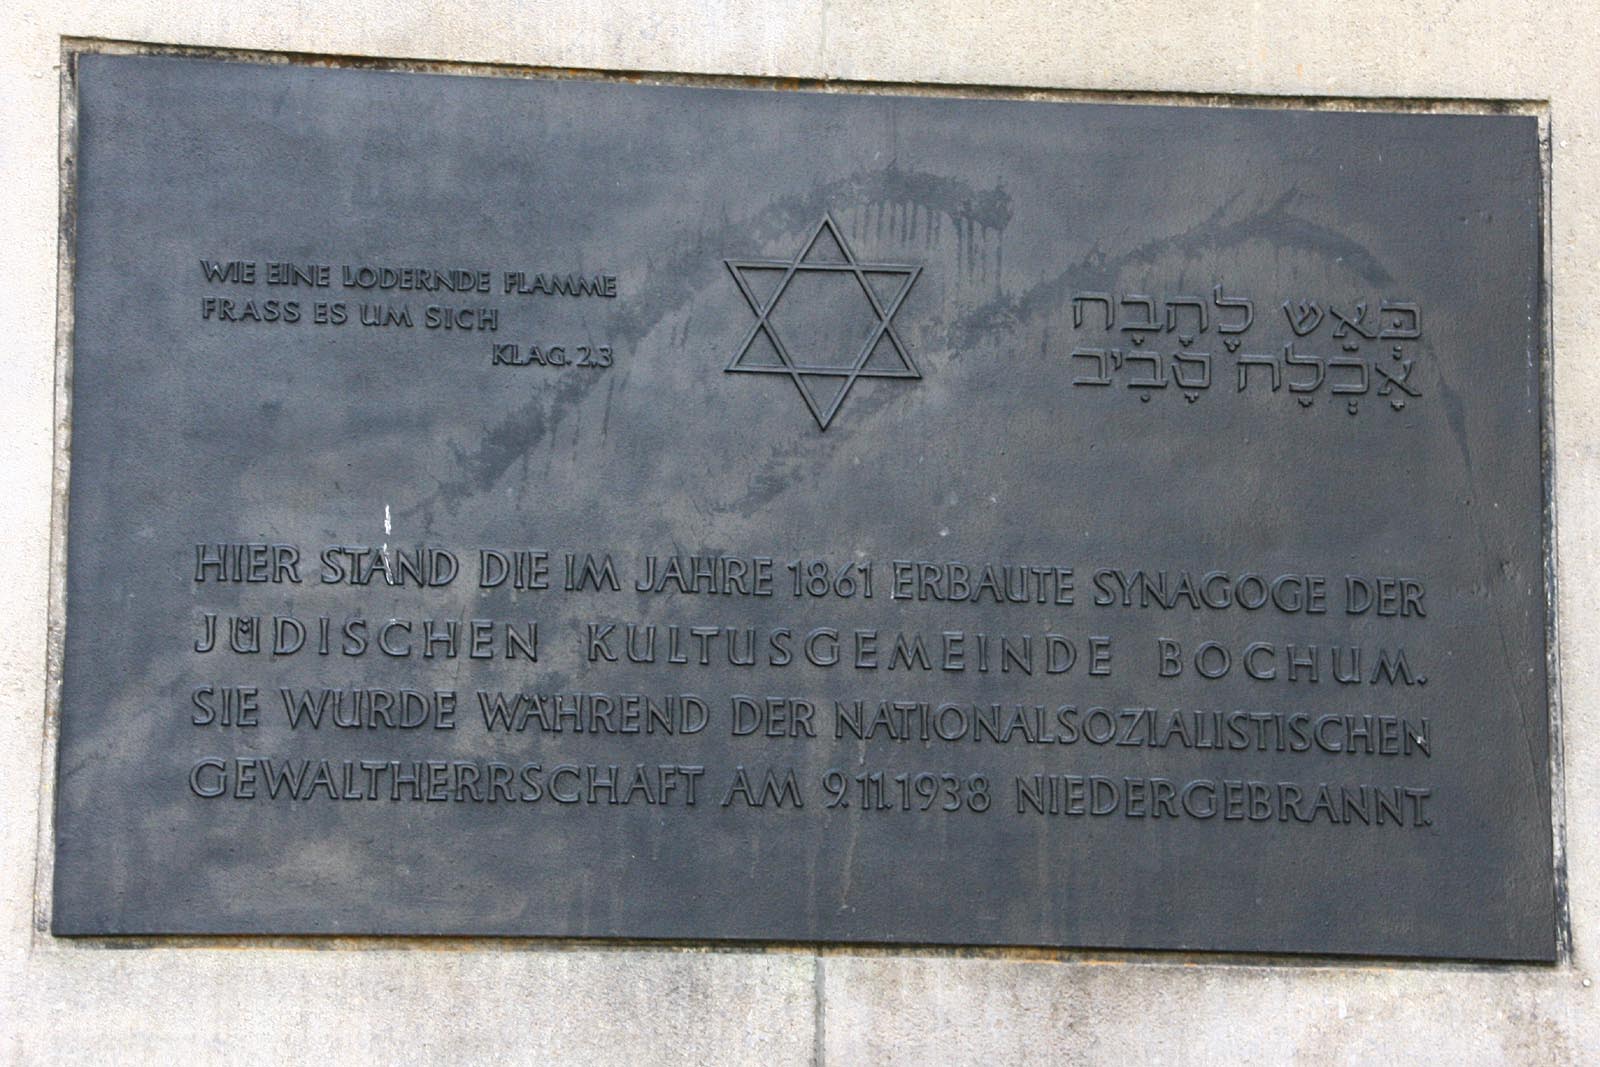 WIE EINE LODERNDE FLAMME
FRASS ES UM SICH
KLAG. 2,3
כְּאֵשׁ לֶהָבָה
אָכְלָה סָבִיב
HIER STAND DIE IM JAHRE 1861 ERBAUTE SYNAGOGE DER
JÜDISCHEN KULTUSGEMEINDE BOCHUM.
SIE WURDE WÄHREND DER NATIONALSOZIALISTISCHEN
GEWALTHERRSCHAFT AM 9.11.1938 NIEDERGEBRANNT.